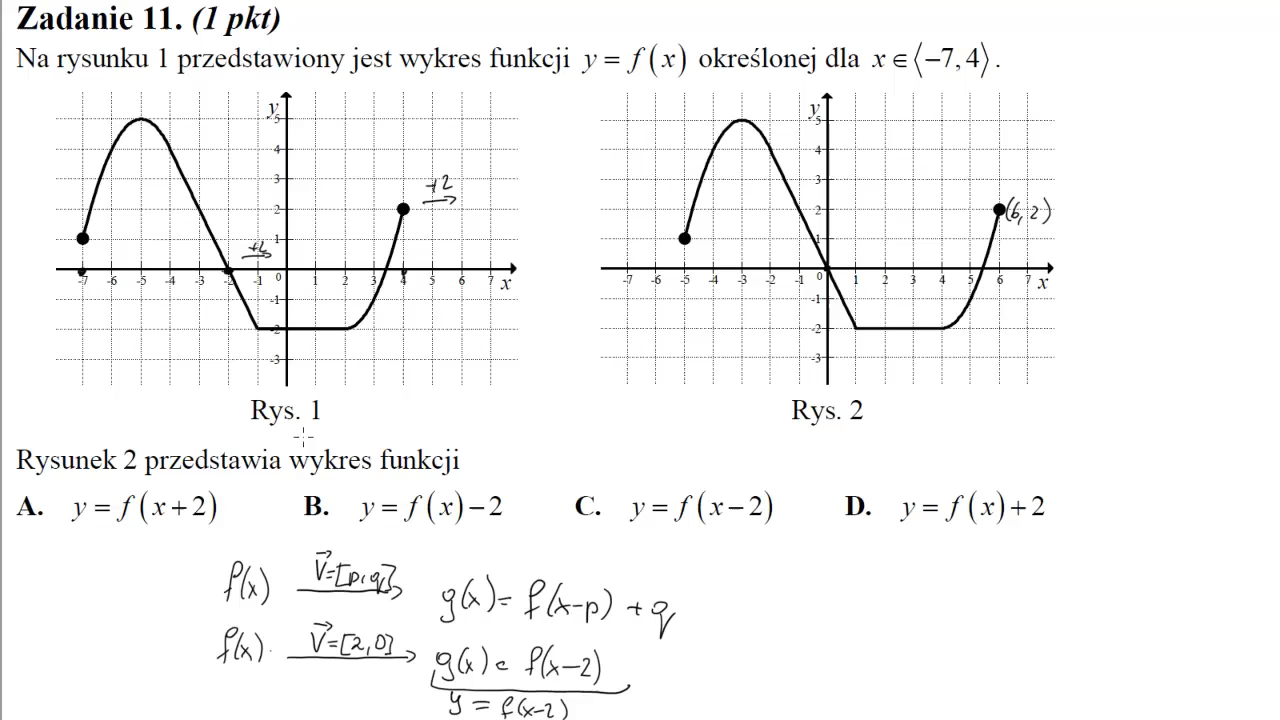 Zadanie 11. (1 pkt)
Na rysunku 1 przedstawiony jest wykres funkcji y = f(x) określonej dla x ∈ ⟨−7, 4⟩.
y
5
4
3
2
1
-7 -6 -5 -4 -3 -2 -1 0 1 2 3 4 5 6 7 x
-1
-2
-3
+2
Rys. 1
y
5
4
3
2
1
-7 -6 -5 -4 -3 -2 -1 0 1 2 3 4 5 6 7 x
-1
-2
-3
(6, 2)
Rys. 2
Rysunek 2 przedstawia wykres funkcji
A. y = f(x+2) B. y = f(x)−2 C. y = f(x−2) D. y = f(x)+2
f(x) V=[p,q] g(x) = f(x−p) + q
f(x) V=[2,0] g(x) = f(x−2)
y = f(x−2)